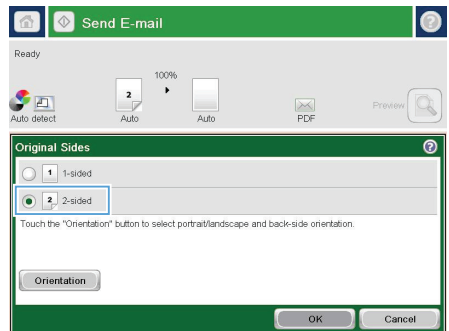 Send E-mail
?
Ready
100%
2
Auto detect
Auto
Auto
PDF
Preview
Original Sides
?
1 1-sided
2 2-sided
Touch the "Orientation" button to select portrait/landscape and back-side orientation.
Orientation
OK
Cancel